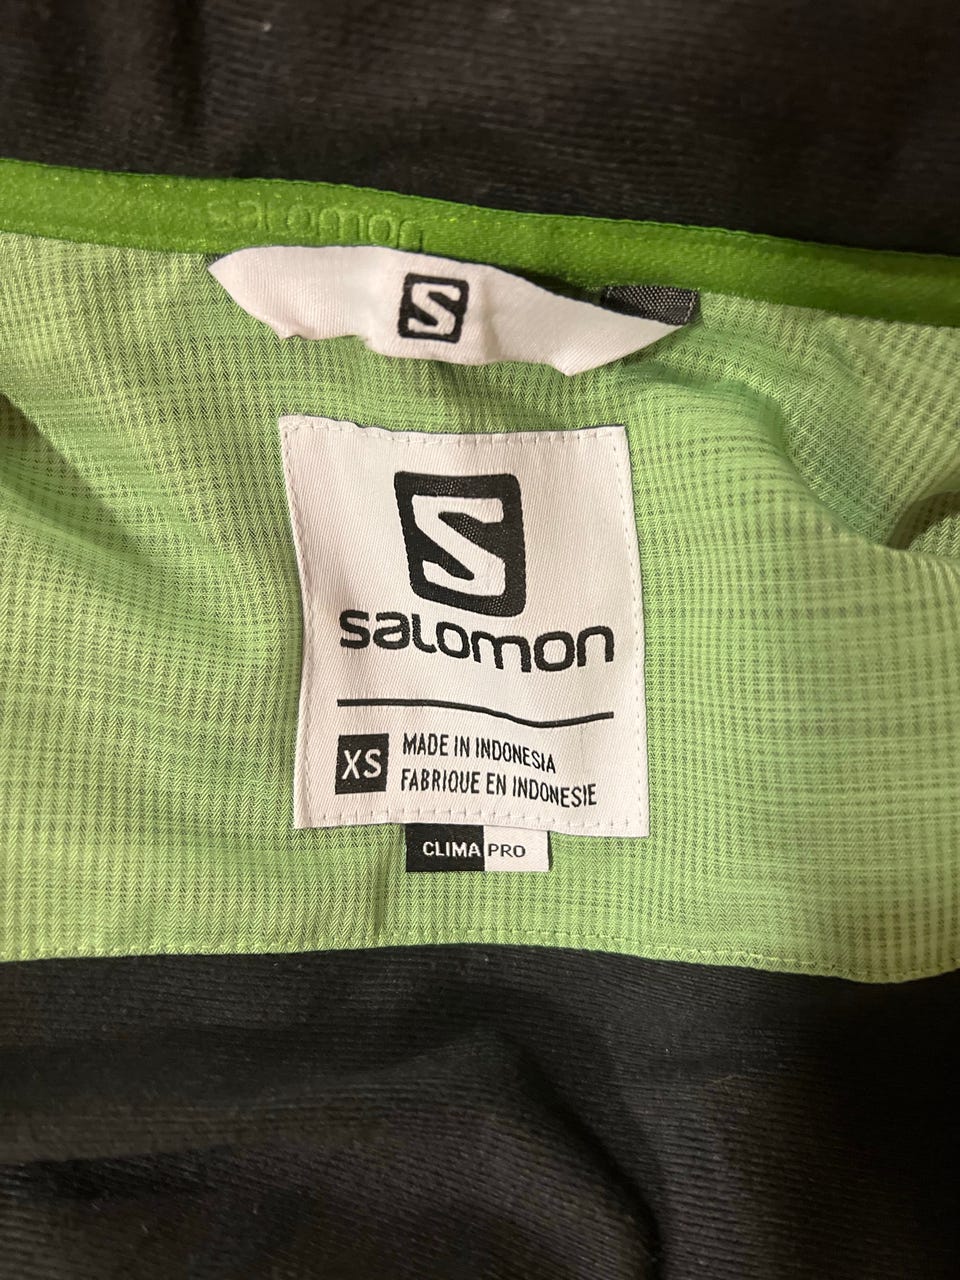 salomon
S
S
salomon
XS
MADE IN INDONESIA
FABRIQUE EN INDONESIE
CLIMA PRO